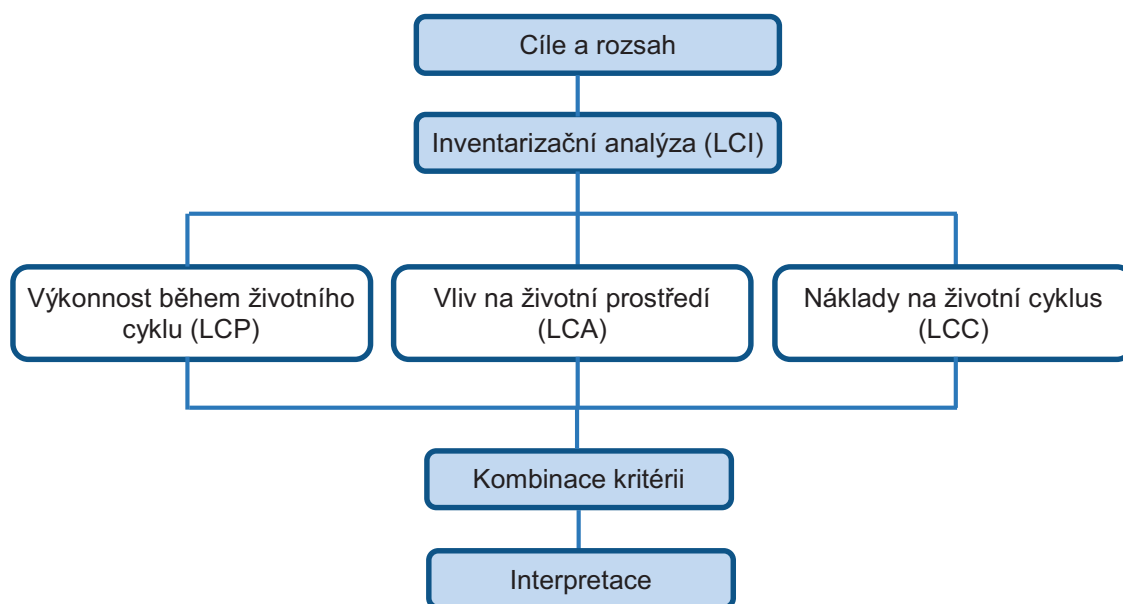 Cíle a rozsah
Inventarizační analýza (LCI)
Výkonnost během životního
cyklu (LCP)
Vliv na životní prostředí
(LCA)
Náklady na životní cyklus
(LCC)
Kombinace kritérii
Interpretace